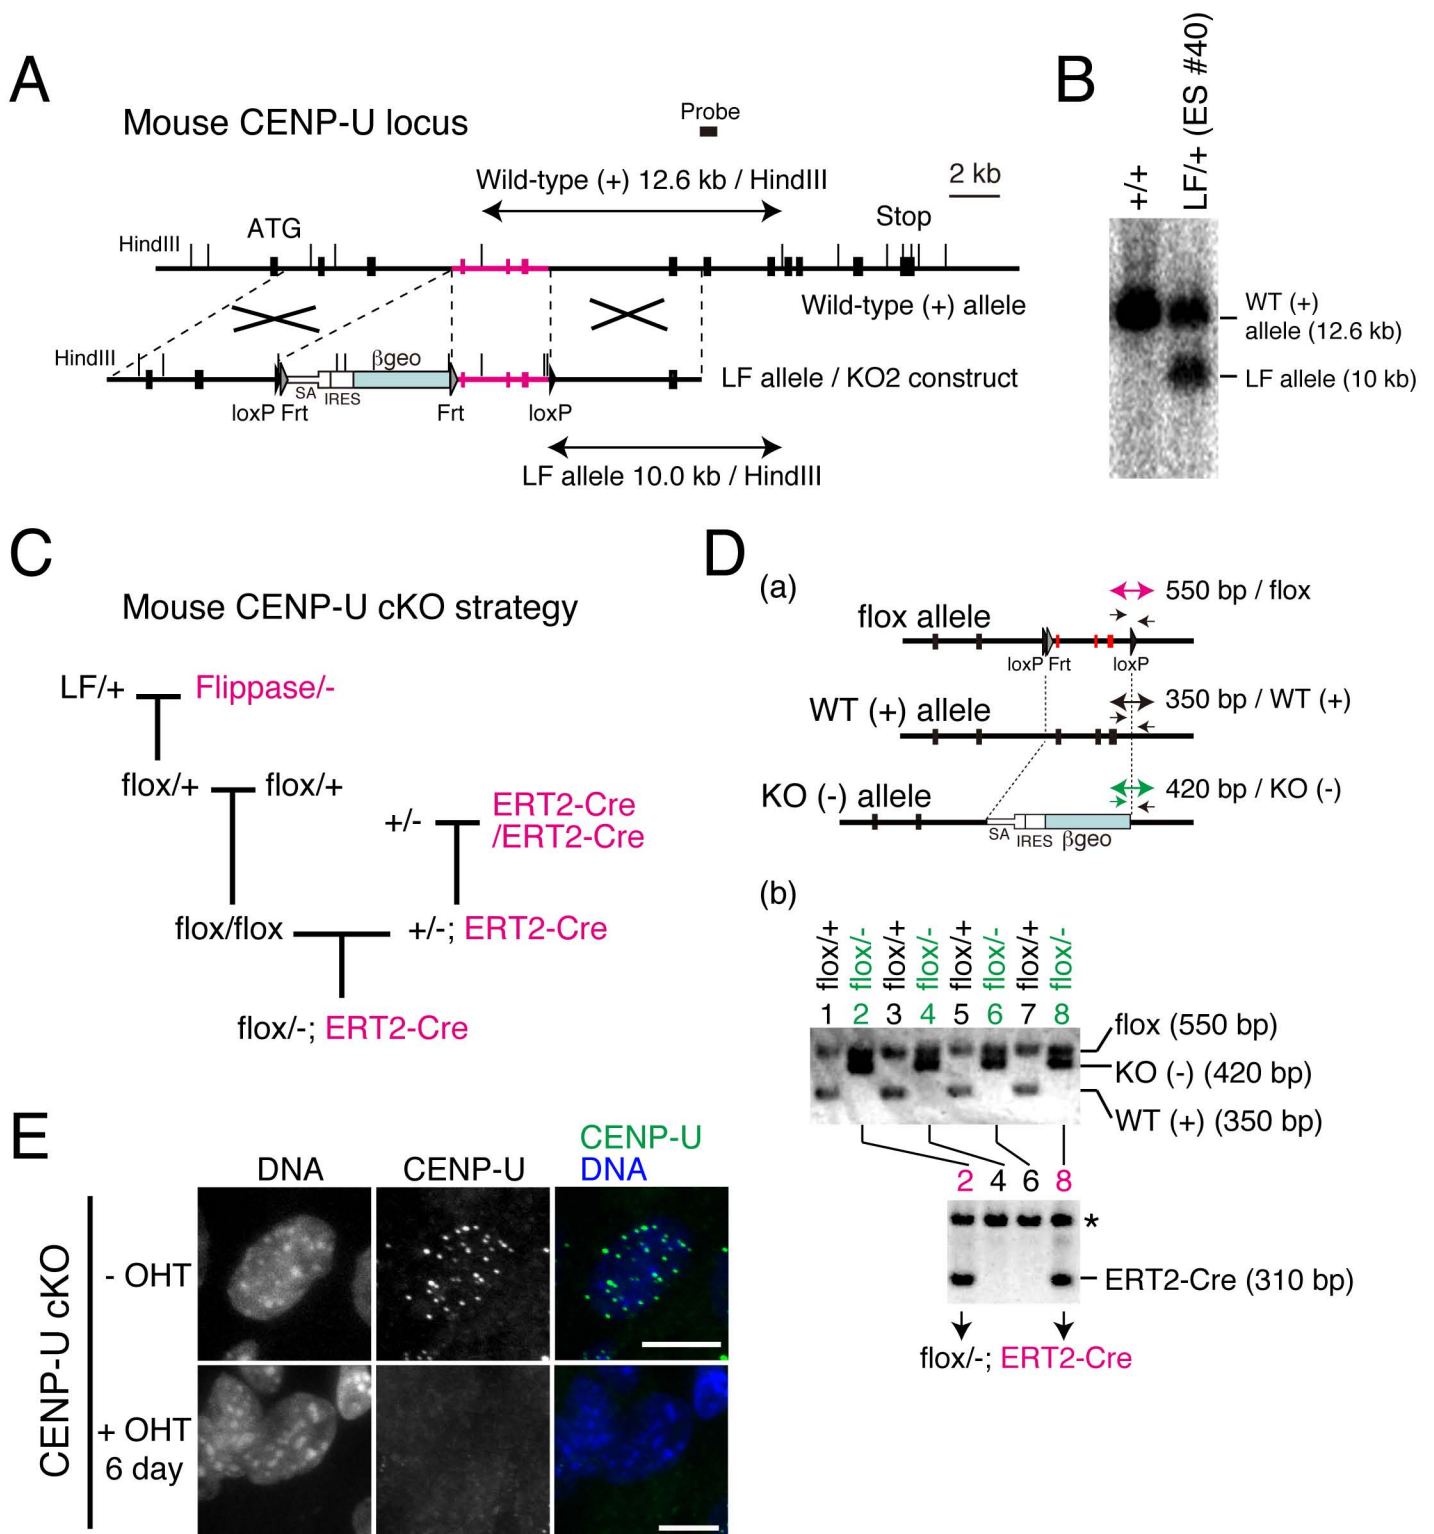 A
Mouse CENP-U locus
Probe
Wild-type (+) 12.6 kb / HindIII
2 kb
HindIII
ATG
Stop
Wild-type (+) allele
HindIII
βgeo
LF allele / KO2 construct
SA
IRES
loxP Frt
Frt
loxP
LF allele 10.0 kb / HindIII
B
+/+
LF/+ (ES #40)
WT (+)
allele (12.6 kb)
LF allele (10 kb)
C
Mouse CENP-U cKO strategy
LF/+
Flippase/-
flox/+
flox/+
+/-
ERT2-Cre
/ERT2-Cre
flox/flox
+/-; ERT2-Cre
flox/-; ERT2-Cre
D
(a)
550 bp / flox
flox allele
loxP Frt
loxP
350 bp / WT (+)
WT (+) allele
420 bp / KO (-)
KO (-) allele
SA
IRES
βgeo
(b)
flox/+ flox/- flox/+ flox/- flox/+ flox/- flox/+ flox/-
1 2 3 4 5 6 7 8
flox (550 bp)
KO (-) (420 bp)
WT (+) (350 bp)
2 4 6 8
*
ERT2-Cre (310 bp)
flox/-; ERT2-Cre
E
CENP-U cKO
DNA
CENP-U
CENP-U
DNA
- OHT
+ OHT
6 day